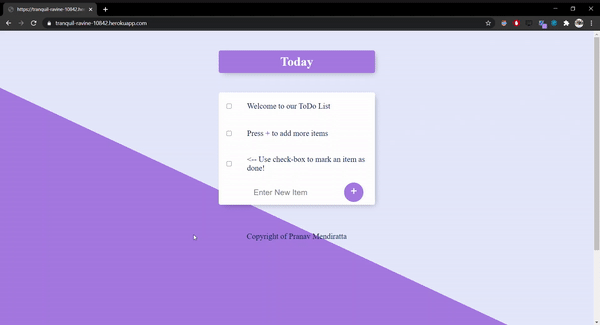 https://tranquil-ravine-10842.hero
tranquil-ravine-10842.herokuapp.com
Today
Welcome to our ToDo List
Press + to add more items
<-- Use check-box to mark an item as
done!
Enter New Item
+
Copyright of Pranav Mendiratta